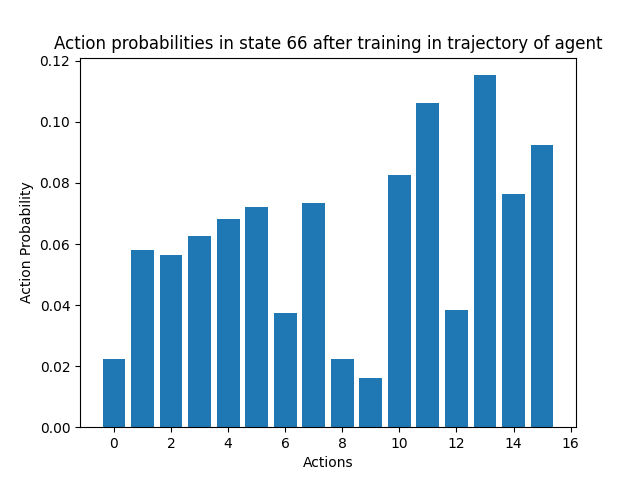 Action probabilities in state 66 after training in trajectory of agent
0.12
0.10
0.08
0.06
0.04
0.02
0.00
Action Probability
0 2 4 6 8 10 12 14 16
Actions